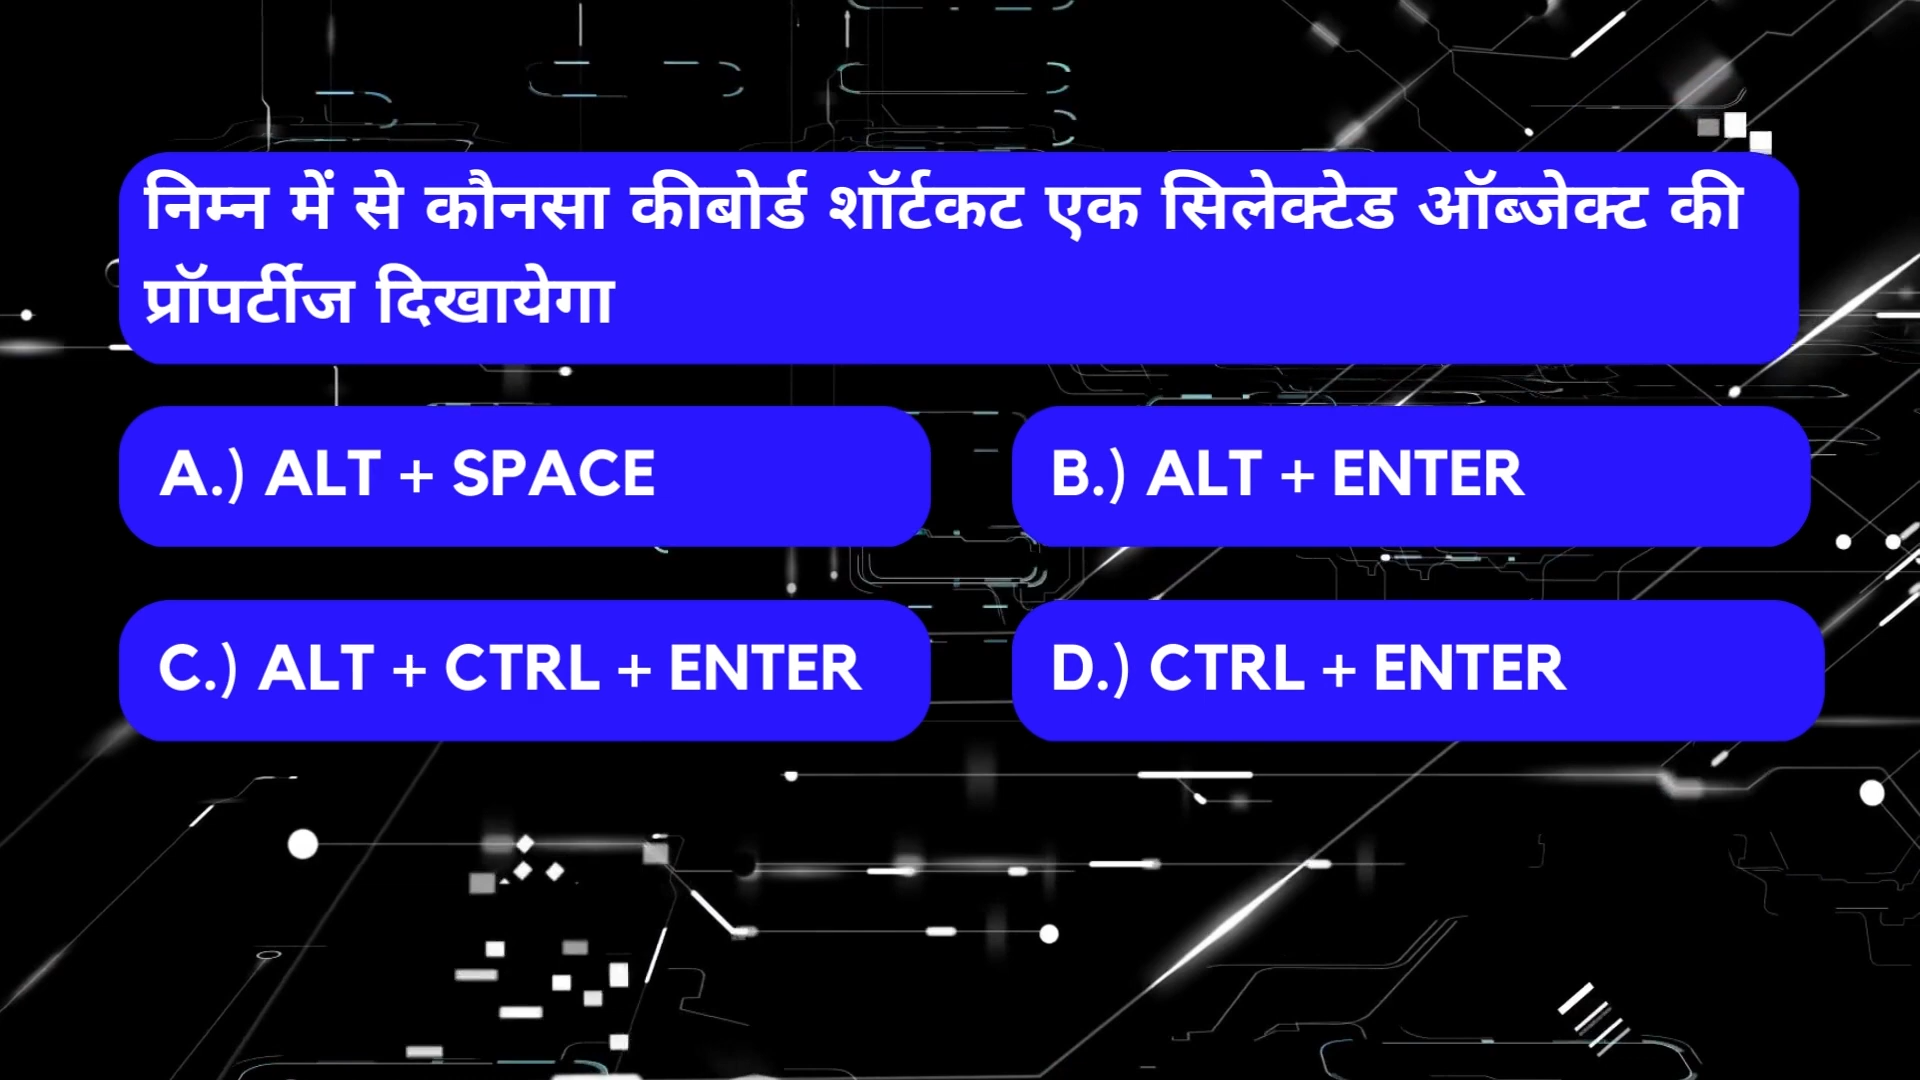 निम्न में से कौनसा कीबोर्ड शॉर्टकट एक सिलेक्टेड ऑब्जेक्ट की
प्रॉपर्टीज दिखायेगा
A.) ALT + SPACE
B.) ALT + ENTER
C.) ALT + CTRL + ENTER
D.) CTRL + ENTER